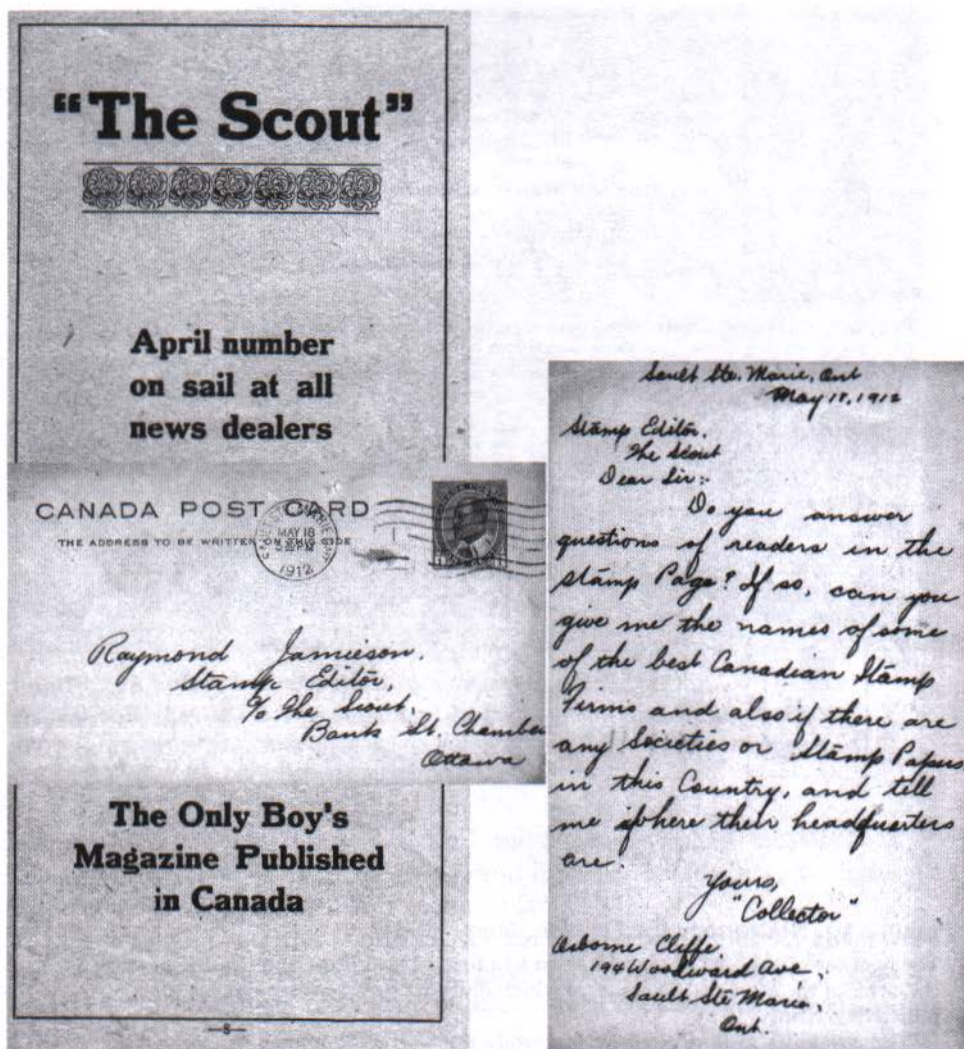 “The Scout”
April number
on sail at all
news dealers
CANADA POST CARD
THE ADDRESS TO BE WRITTEN ON THIS SIDE
MAY 18
1912
Raymond Jamieson.
Stamp Editor,
c/o The Scout.
Bank St. Chamber
Ottawa
The Only Boy's
Magazine Published
in Canada
—8—
Sault Ste. Marie, Ont
May 18, 1912
Stamp Editor.
The Scout
Dear Sir:-
Do you answer
questions of readers in the
Stamp Page? If so, can you
give me the names of some
of the best Canadian Stamp
Firms and also if there are
any Societies or Stamp Papers
in this Country, and tell
me where their headquarters
are.
Yours,
"Collector"
Osborne Cliffe,
194 Woodward Ave.,
Sault Ste Marie,
Ont.